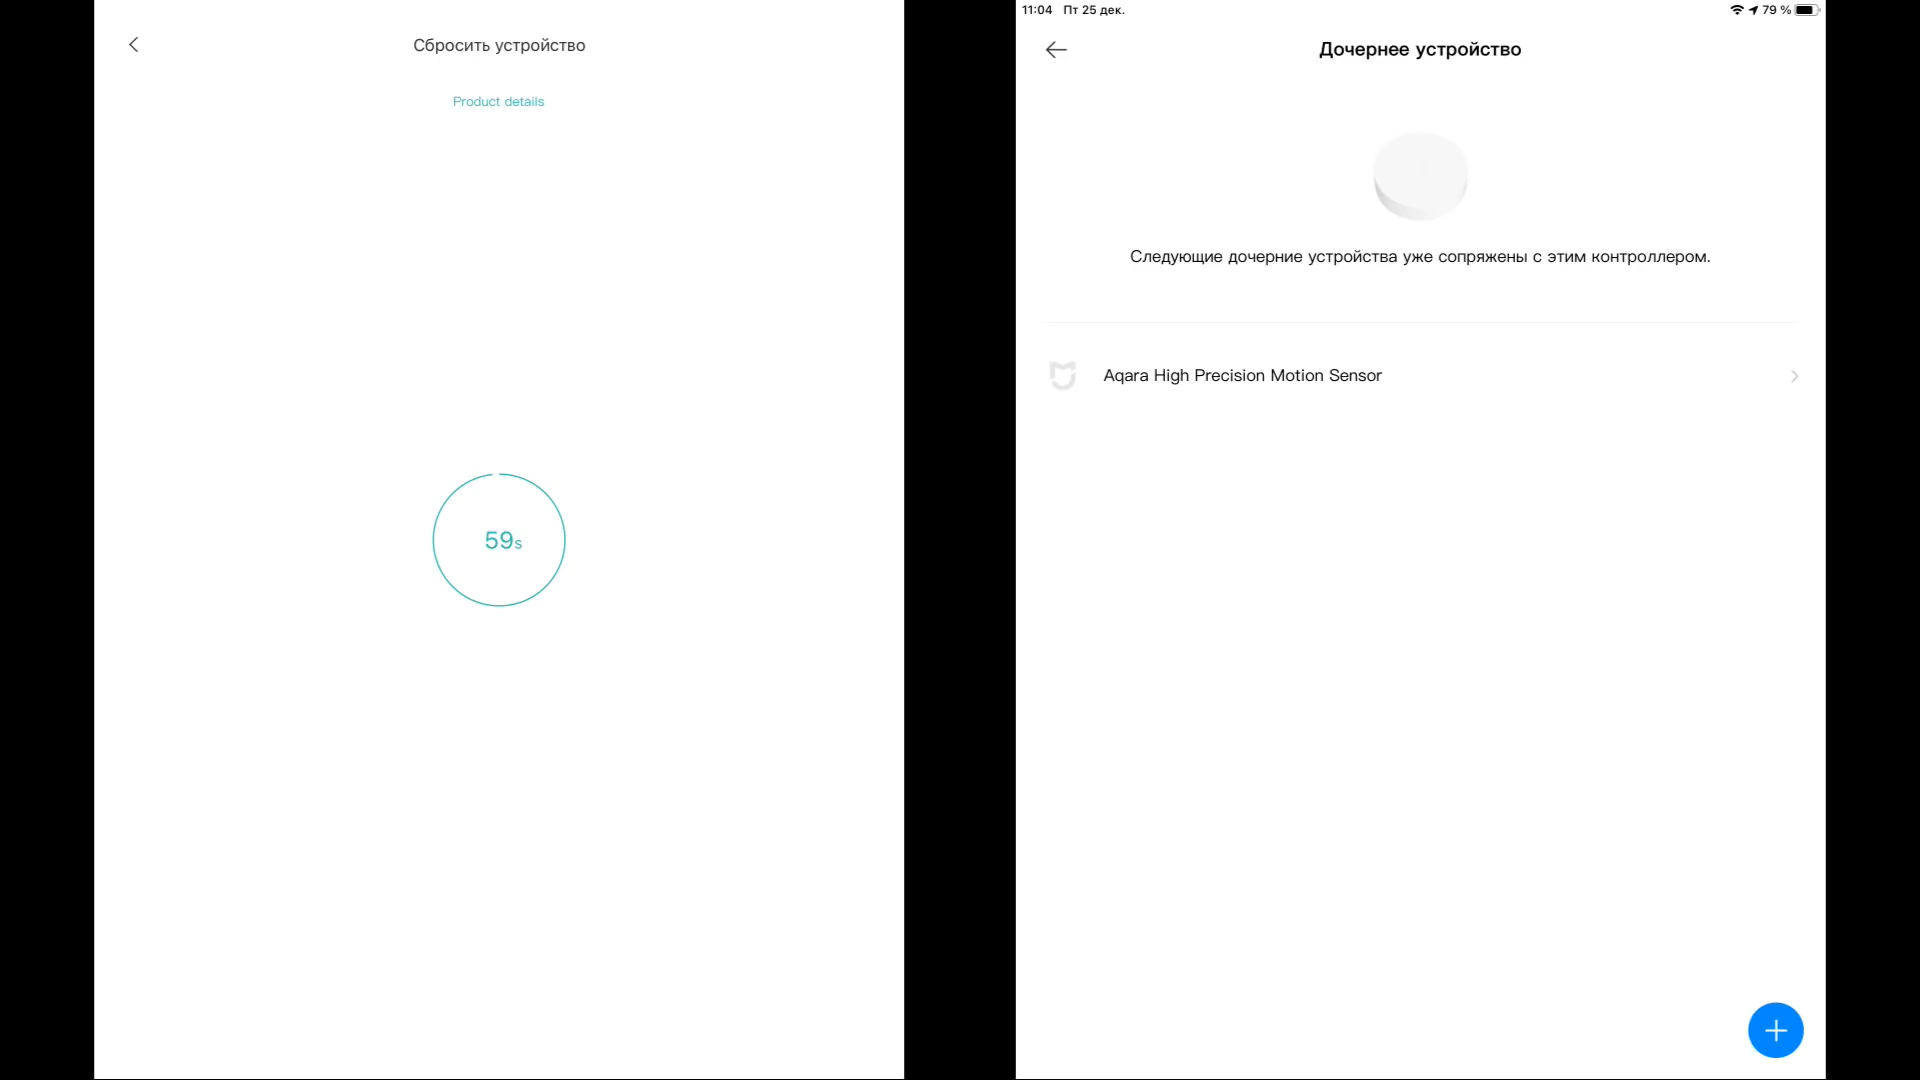 Сбросить устройство
Product details
59s
11:04 Пт 25 дек.
79 %
Дочернее устройство
Следующие дочерние устройства уже сопряжены с этим контроллером.
Aqara High Precision Motion Sensor